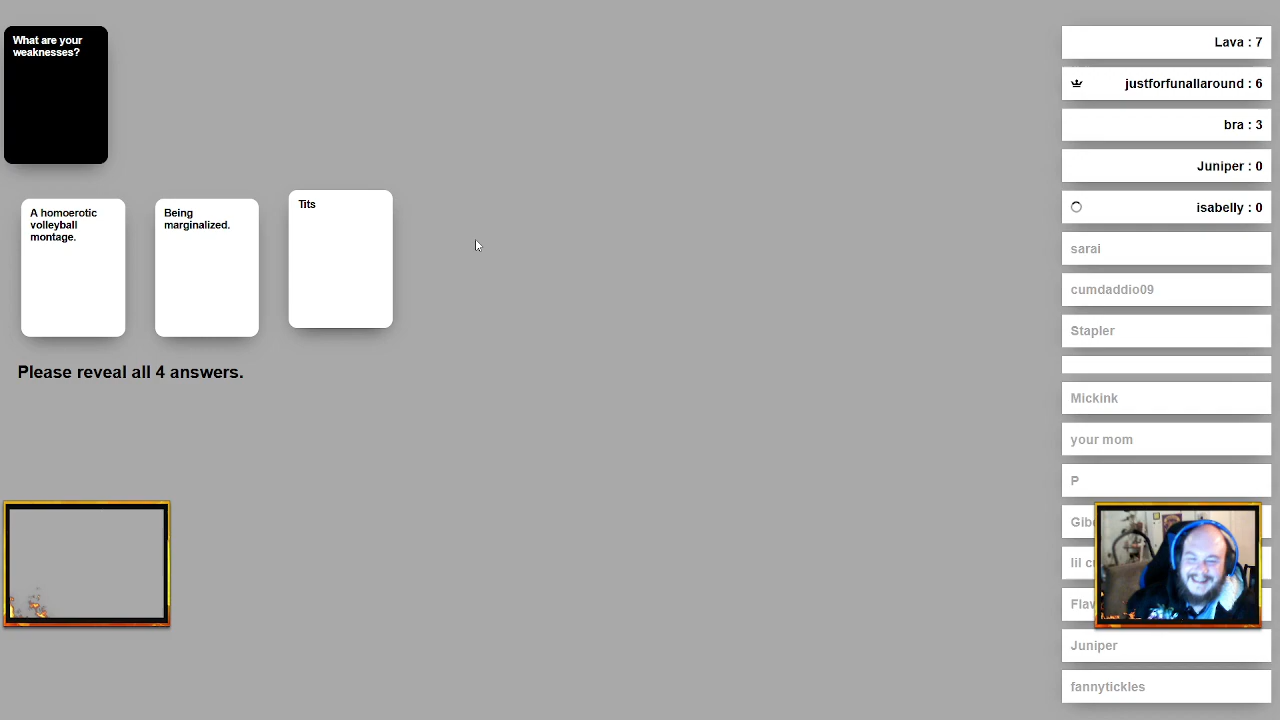 What are your
weaknesses?
A homoerotic
volleyball
montage.
Being
marginalized.
Tits
Please reveal all 4 answers.
Lava : 7
justforfunallaround : 6
bra : 3
Juniper : 0
isabelly : 0
sarai
cumdaddio09
Stapler
Mickink
your mom
P
Juniper
fannytickles